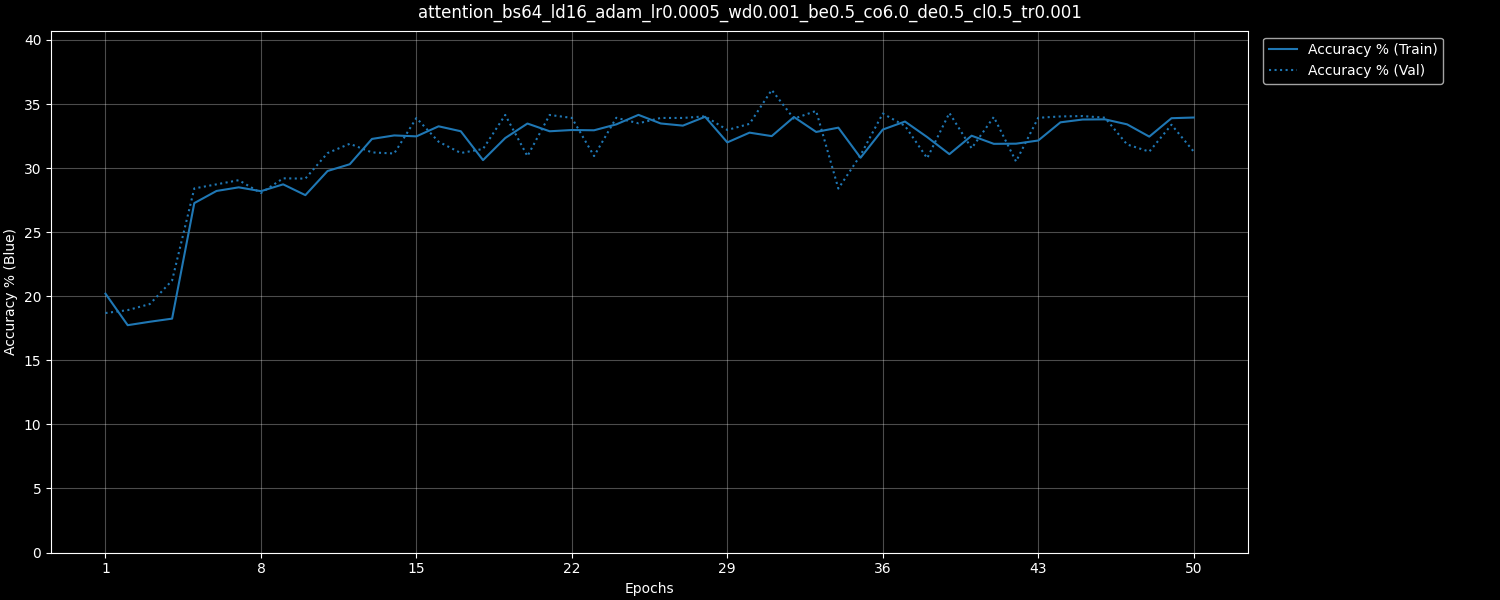 attention_bs64_ld16_adam_lr0.0005_wd0.001_be0.5_co6.0_de0.5_cl0.5_tr0.001
Accuracy % (Train)
Accuracy % (Val)
Accuracy % (Blue)
40
35
30
25
20
15
10
5
0
1 8 15 22 29 36 43 50
Epochs